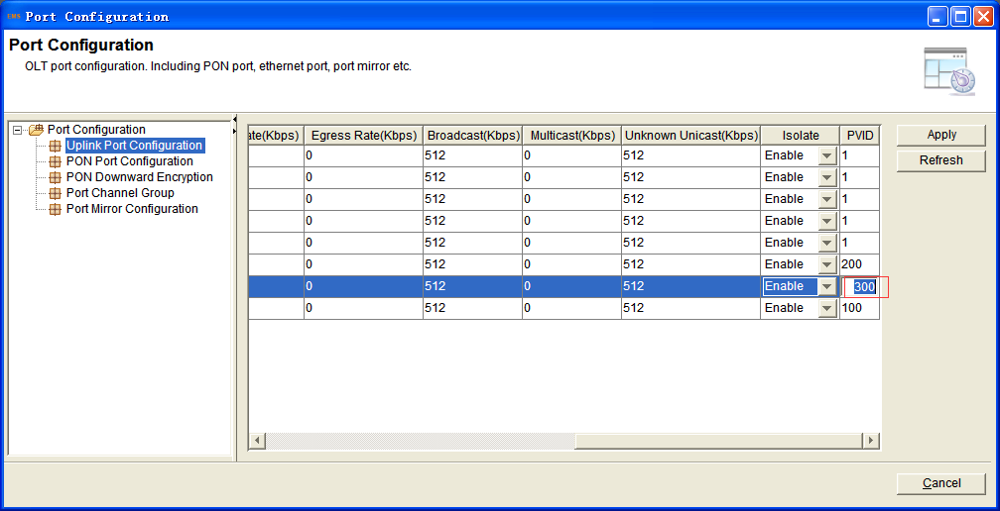 EMS Port Configuration
Port Configuration
OLT port configuration. Including PON port, ethernet port, port mirror etc.
Port Configuration
Uplink Port Configuration
PON Port Configuration
PON Downward Encryption
Port Channel Group
Port Mirror Configuration
ate(Kbps) Egress Rate(Kbps) Broadcast(Kbps) Multicast(Kbps) Unknown Unicast(Kbps) Isolate PVID
0 512 0 512 Enable 1
0 512 0 512 Enable 1
0 512 0 512 Enable 1
0 512 0 512 Enable 1
0 512 0 512 Enable 1
0 512 0 512 Enable 200
0 512 0 512 Enable 300
0 512 0 512 Enable 100
Apply
Refresh
Cancel